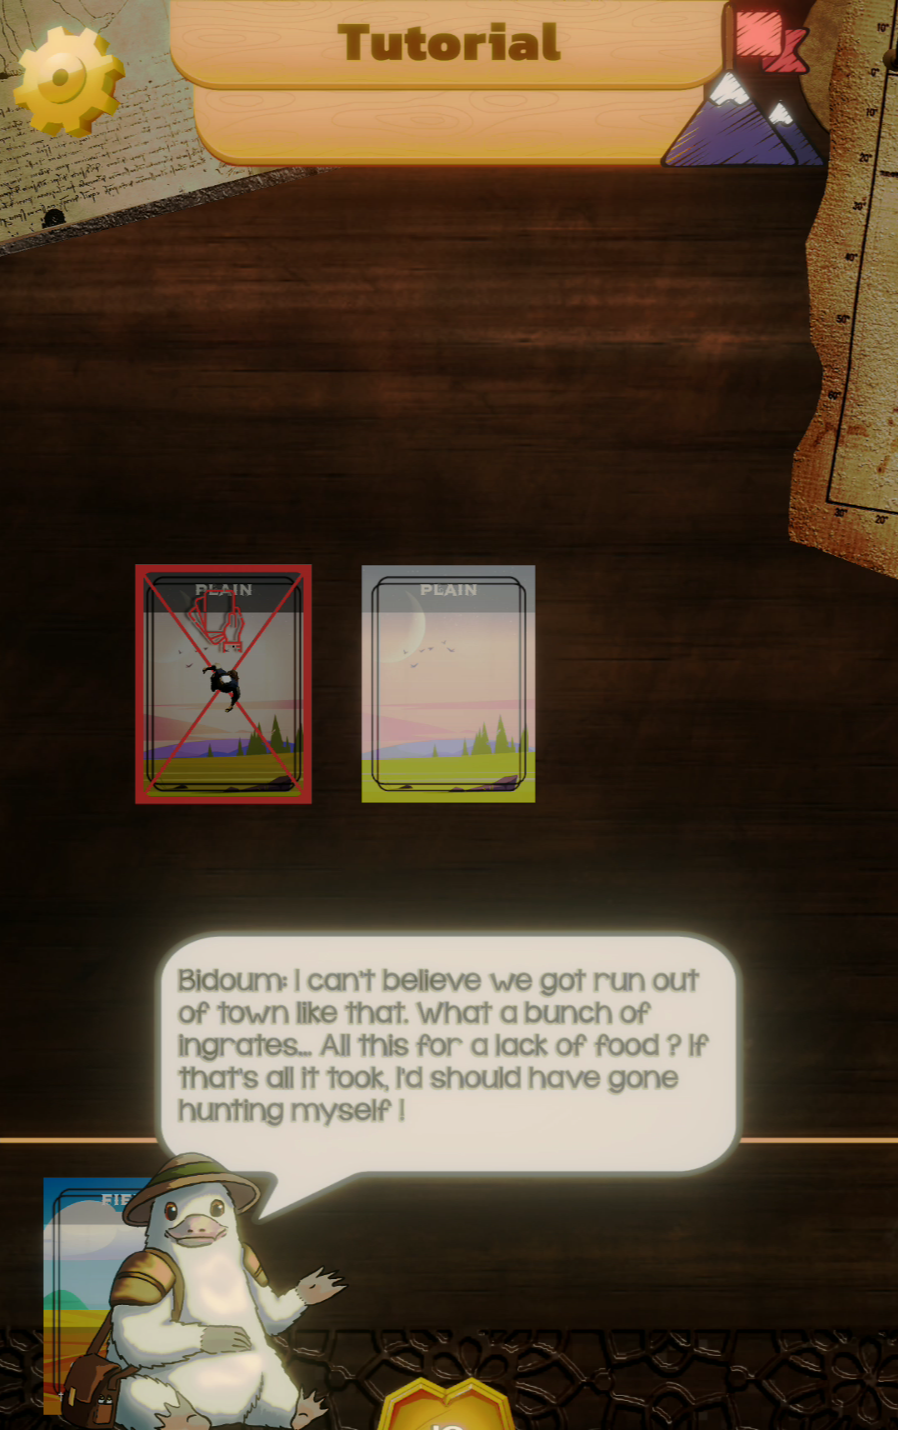 Tutorial
PLAIN
PLAIN
Bidoum: I can't believe we got run out
of town like that. What a bunch of
ingrates... All this for a lack of food ? If
that's all it took, I'd should have gone
hunting myself !